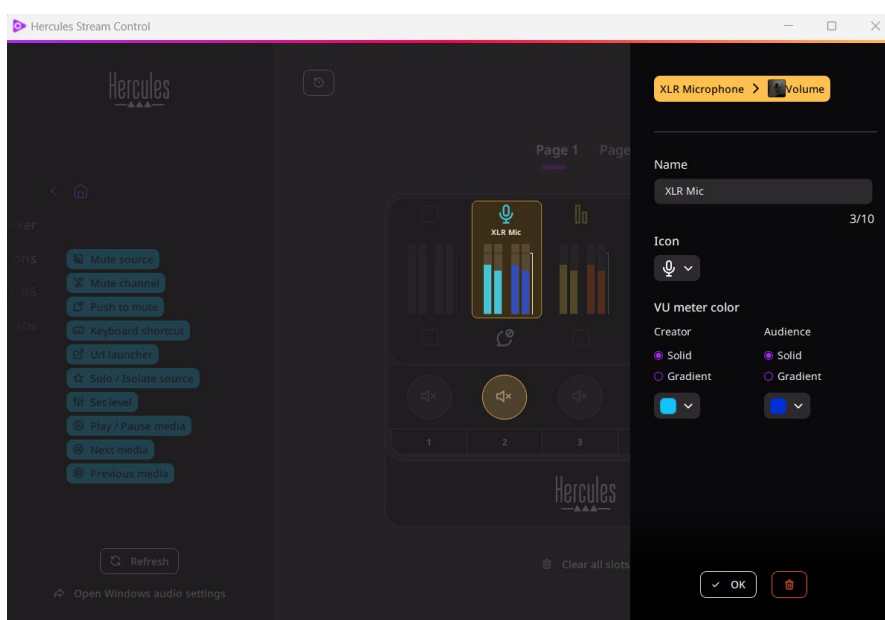 Hercules Stream Control
Hercules
Page 1 Page
XLR Mic
Mute source
Mute channel
Push to mute
Keyboard shortcut
Url launcher
Solo / Isolate source
Set level
Play / Pause media
Next media
Previous media
Refresh
Open Windows audio settings
1 2 3
Hercules
Clear all slots
XLR Microphone > Volume
Name
XLR Mic
3/10
Icon
VU meter color
Creator Audience
Solid Solid
Gradient Gradient
OK